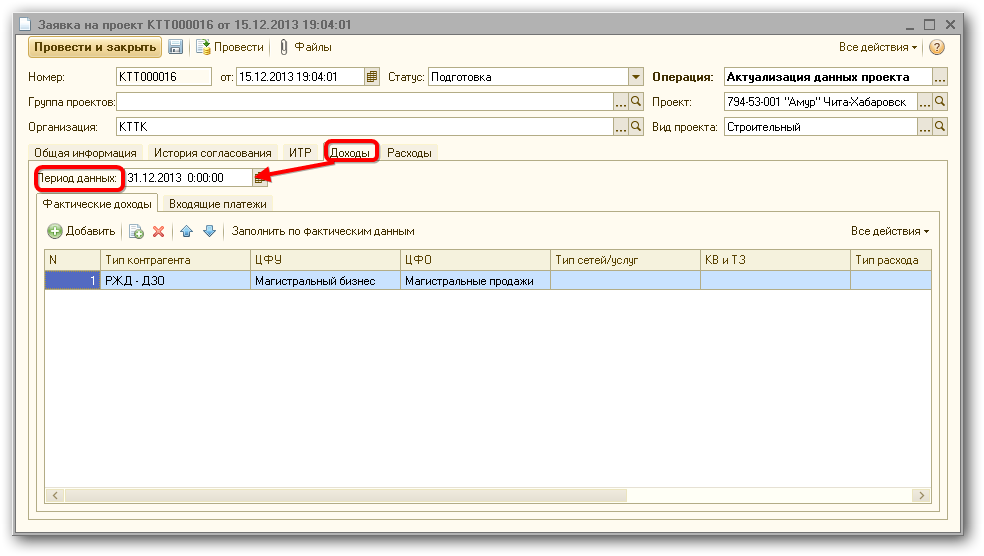 Заявка на проект КТТ000016 от 15.12.2013 19:04:01
Провести и закрыть Провести Файлы Все действия ?
Номер: КТТ000016 от: 15.12.2013 19:04:01 Статус: Подготовка Операция: Актуализация данных проекта ...
Группа проектов: ... Проект: 794-53-001 "Амур" Чита-Хабаровск ...
Организация: КТТК ... Вид проекта: Строительный ...
Общая информация История согласования ИТР Доходы Расходы
Период данных: 31.12.2013 0:00:00
Фактические доходы Входящие платежи
Добавить Заполнить по фактическим данным Все действия
N Тип контрагента ЦФУ ЦФО Тип сетей/услуг КВ и ТЗ Тип расхода
1 РЖД - ДЗО Магистральный бизнес Магистральные продажи